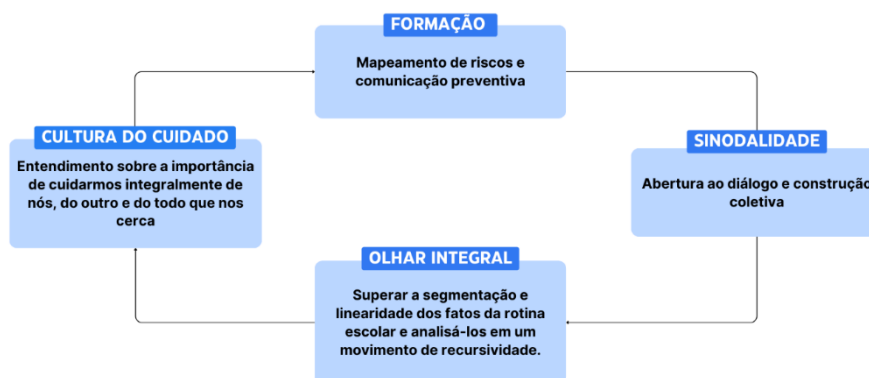 FORMAÇÃO
Mapeamento de riscos e
comunicação preventiva
CULTURA DO CUIDADO
Entendimento sobre a importância
de cuidarmos integralmente de
nós, do outro e do todo que nos
cerca
SINODALIDADE
Abertura ao diálogo e construção
coletiva
OLHAR INTEGRAL
Superar a segmentação e
linearidade dos fatos da rotina
escolar e analisá-los em um
movimento de recursividade.